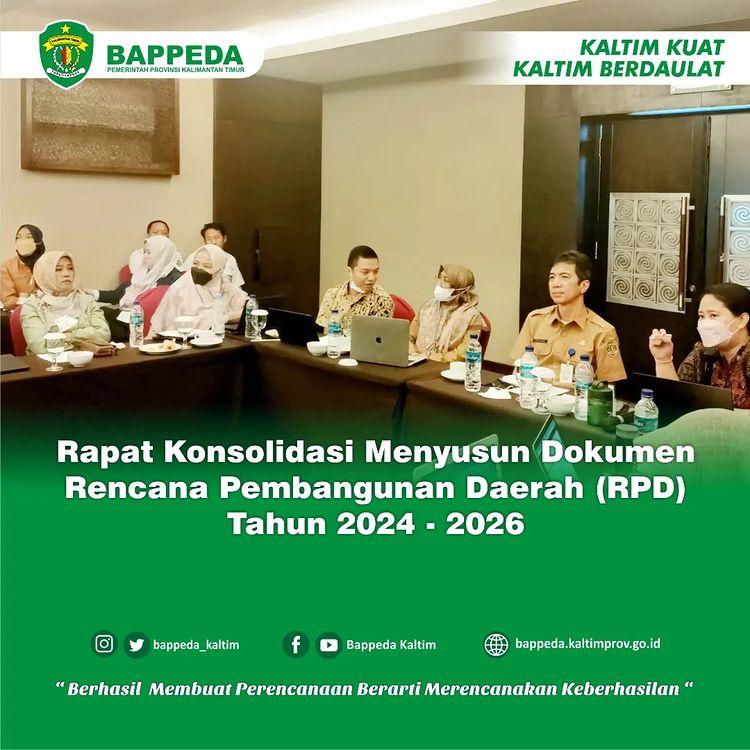 BAPPEDA
PEMERINTAH PROVINSI KALIMANTAN TIMUR
KALTIM KUAT
KALTIM BERDAULAT
Rapat Konsolidasi Menyusun Dokumen
Rencana Pembangunan Daerah (RPD)
Tahun 2024 - 2026
bappeda_kaltim
Bappeda Kaltim
bappeda.kaltimprov.go.id
“ Berhasil Membuat Perencanaan Berarti Merencanakan Keberhasilan “